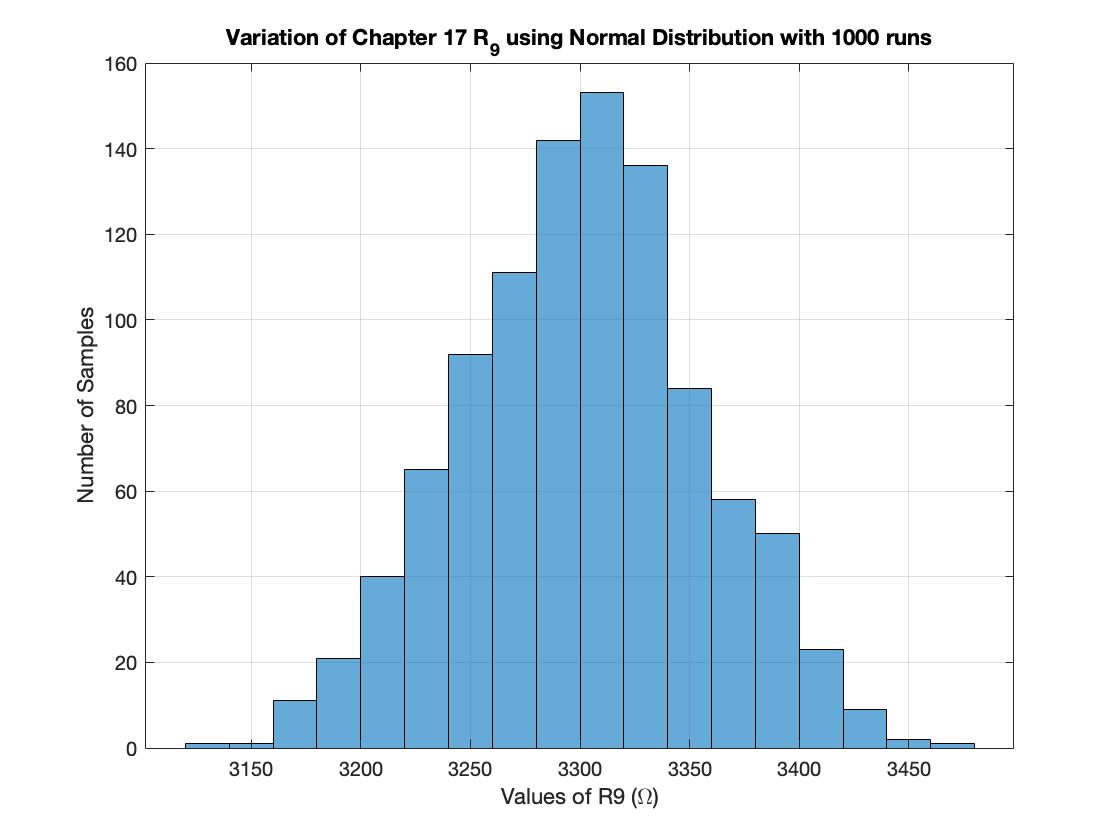 Variation of Chapter 17 R9 using Normal Distribution with 1000 runs
160
140
120
100
80
60
40
20
0
Number of Samples
3150 3200 3250 3300 3350 3400 3450
Values of R9 (Ω)